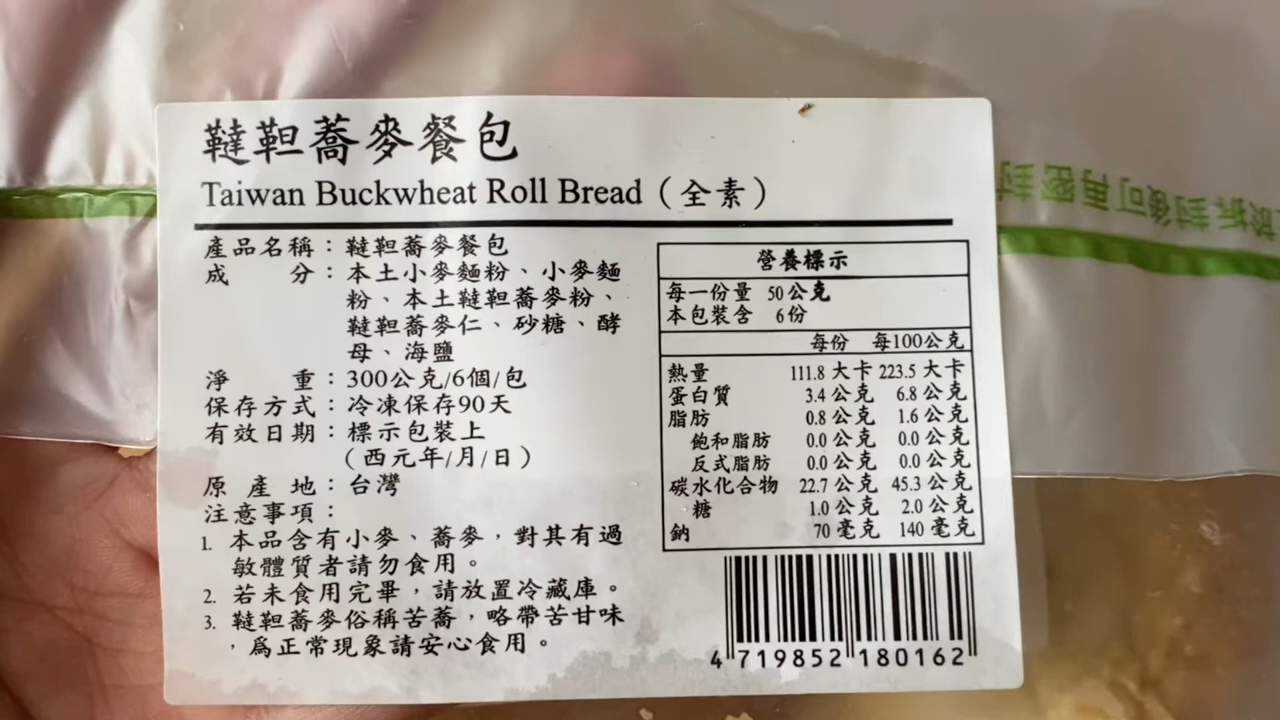 韃靼蕎麥餐包
Taiwan Buckwheat Roll Bread（全素）
產品名稱：韃靼蕎麥餐包
成分：本土小麥麵粉、小麥麵
粉、本土韃靼蕎麥粉、
韃靼蕎麥仁、砂糖、酵
母、海鹽
淨重：300公克/6個/包
保存方式：冷凍保存90天
有效日期：標示包裝上
（西元年/月/日）
原產地：台灣
注意事項：
1. 本品含有小麥、蕎麥，對其有過
敏體質者請勿食用。
2. 若未食用完畢，請放置冷藏庫。
3. 韃靼蕎麥俗稱苦蕎，略帶苦甘味
，為正常現象請安心食用。
營養標示
每一份量 50公克
本包裝含 6份
每份 每100公克
熱量 111.8 大卡 223.5 大卡
蛋白質 3.4 公克 6.8 公克
脂肪 0.8 公克 1.6 公克
飽和脂肪 0.0 公克 0.0 公克
反式脂肪 0.0 公克 0.0 公克
碳水化合物 22.7 公克 45.3 公克
糖 1.0 公克 2.0 公克
鈉 70 毫克 140 毫克
4 719852 180162
拆封後可再密封